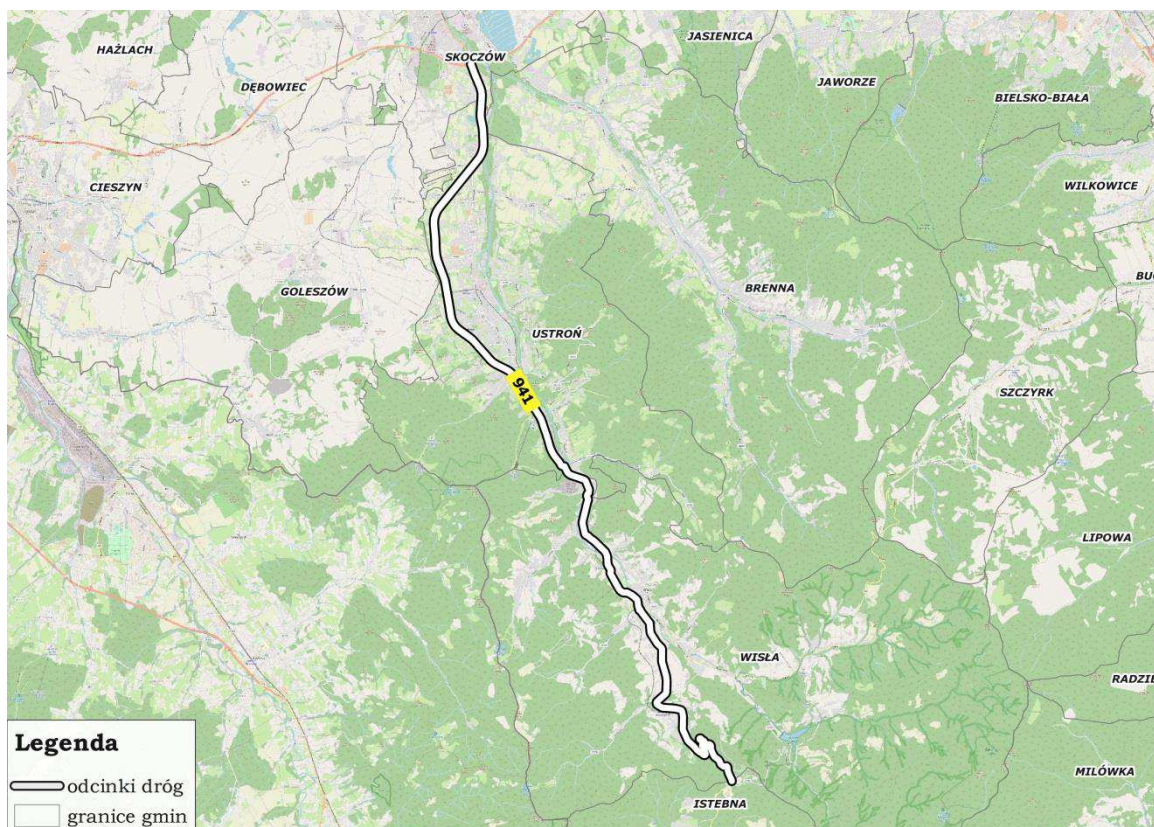 JASIENICA
HAŻLACH
SKOCZÓW
JAWORZE
DĘBOWIEC
BIELSKO-BIAŁA
CIESZYN
WILKOWICE
BU
BRENNA
GOLESZÓW
USTROŃ
941
SZCZYRK
LIPOWA
WISŁA
RADZIE
Legenda
odcinki dróg
granice gmin
MILÓWKA
ISTEBNA